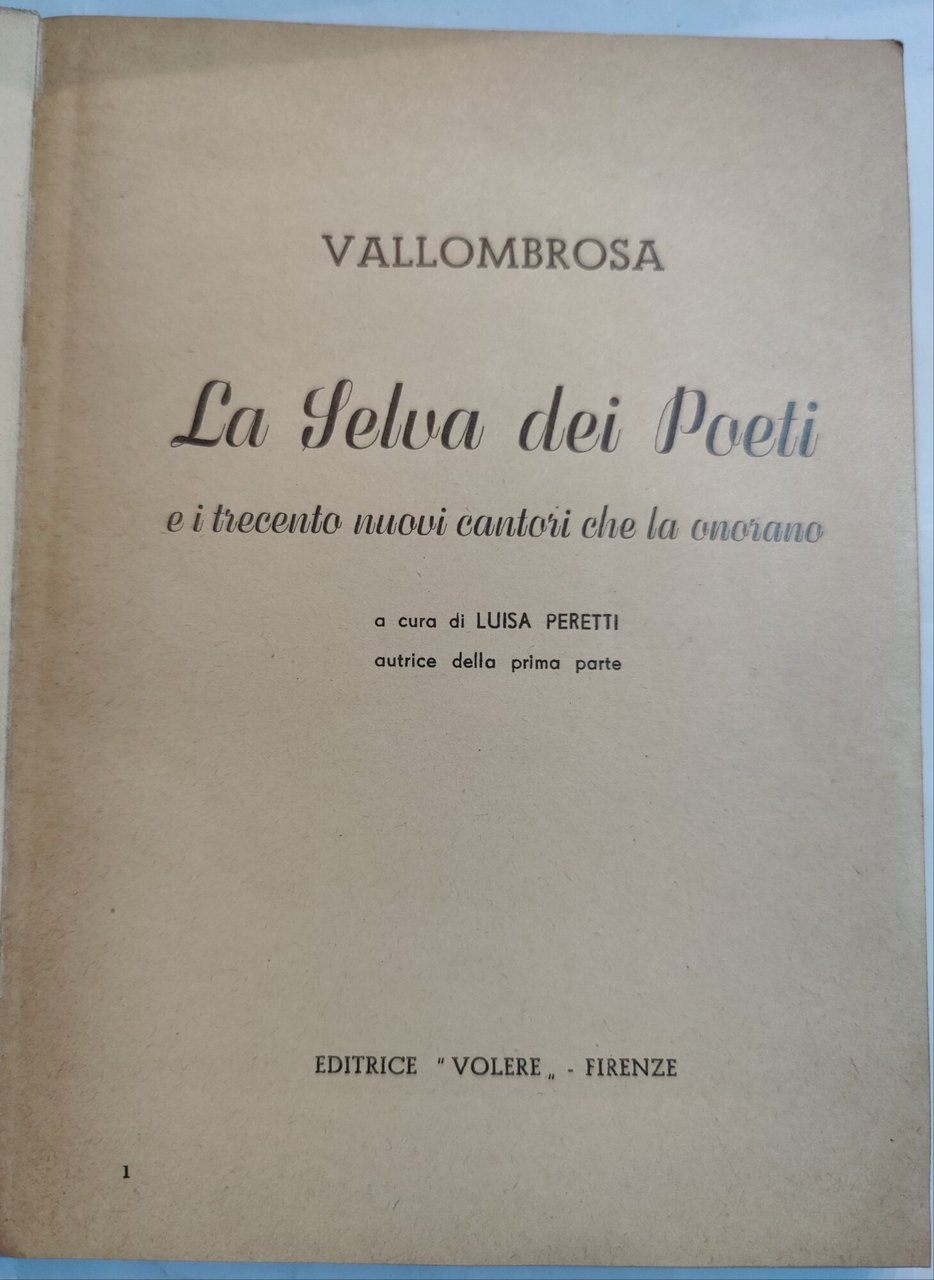 VALLOMBROSA
La Selva dei Poeti
e i trecento nuovi cantori che la onorano
a cura di LUISA PERETTI
autrice della prima parte
EDITRICE " VOLERE „ - FIRENZE
1